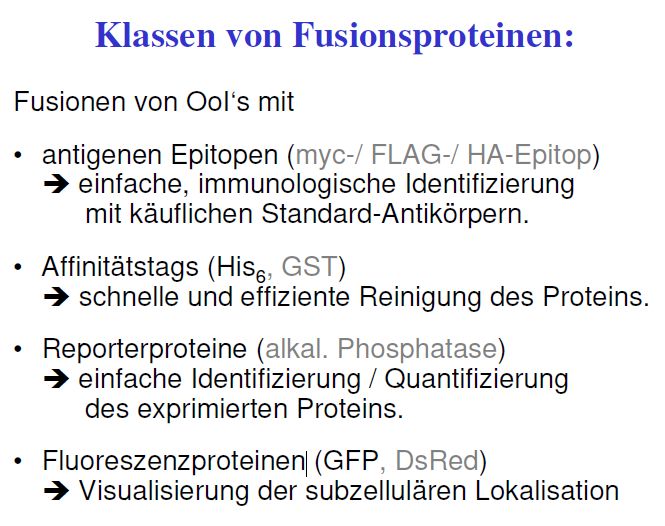 Klassen von Fusionsproteinen:
Fusionen von OoI‘s mit
• antigenen Epitopen (myc-/ FLAG-/ HA-Epitop)
➔ einfache, immunologische Identifizierung
mit käuflichen Standard-Antikörpern.
• Affinitätstags (His₆, GST)
➔ schnelle und effiziente Reinigung des Proteins.
• Reporterproteine (alkal. Phosphatase)
➔ einfache Identifizierung / Quantifizierung
des exprimierten Proteins.
• Fluoreszenzproteinen (GFP, DsRed)
➔ Visualisierung der subzellulären Lokalisation